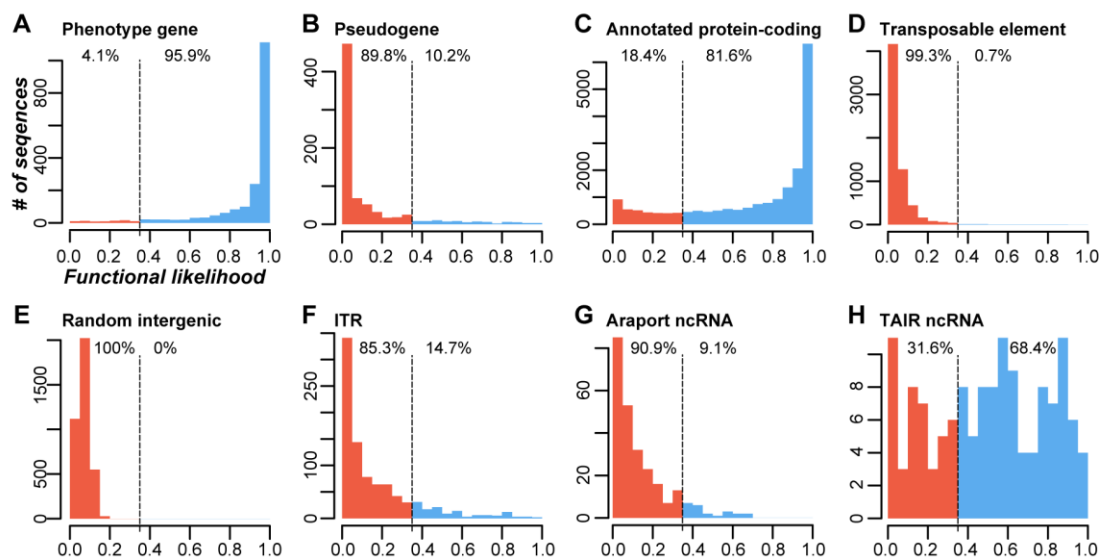 A Phenotype gene
4.1% 95.9%
# of seqences
0 400 800
0.0 0.2 0.4 0.6 0.8 1.0
Functional likelihood
B Pseudogene
89.8% 10.2%
0 200 400
0.0 0.2 0.4 0.6 0.8 1.0
C Annotated protein-coding
18.4% 81.6%
0 2000 4000 6000
0.0 0.2 0.4 0.6 0.8 1.0
D Transposable element
99.3% 0.7%
0 1000 3000
0.0 0.2 0.4 0.6 0.8 1.0
E Random intergenic
100% 0%
0 500 1500
0.0 0.2 0.4 0.6 0.8 1.0
F ITR
85.3% 14.7%
0 50 150 250
0.0 0.2 0.4 0.6 0.8 1.0
G Araport ncRNA
90.9% 9.1%
0 20 40 60 80
0.0 0.2 0.4 0.6 0.8 1.0
H TAIR ncRNA
31.6% 68.4%
0 2 4 6 8
0.0 0.2 0.4 0.6 0.8 1.0